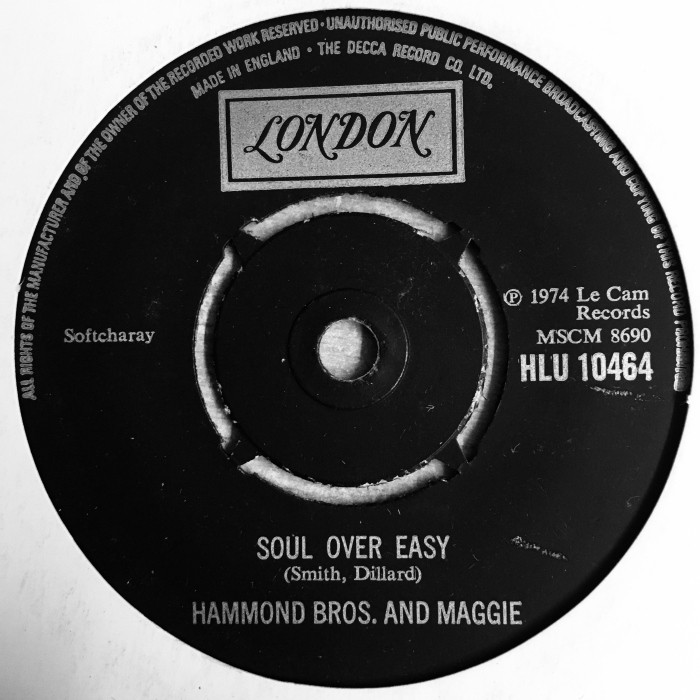 ALL RIGHTS OF THE MANUFACTURER AND OF THE OWNER OF THE RECORDED WORK RESERVED · UNAUTHORISED PUBLIC PERFORMANCE BROADCASTING AND COPYING OF THIS RECORD
MADE IN ENGLAND · THE DECCA RECORD CO. LTD.
LONDON
℗ 1974 Le Cam
Records
Softcharay
MSCM 8690
HLU 10464
SOUL OVER EASY
(Smith, Dillard)
HAMMOND BROS. AND MAGGIE